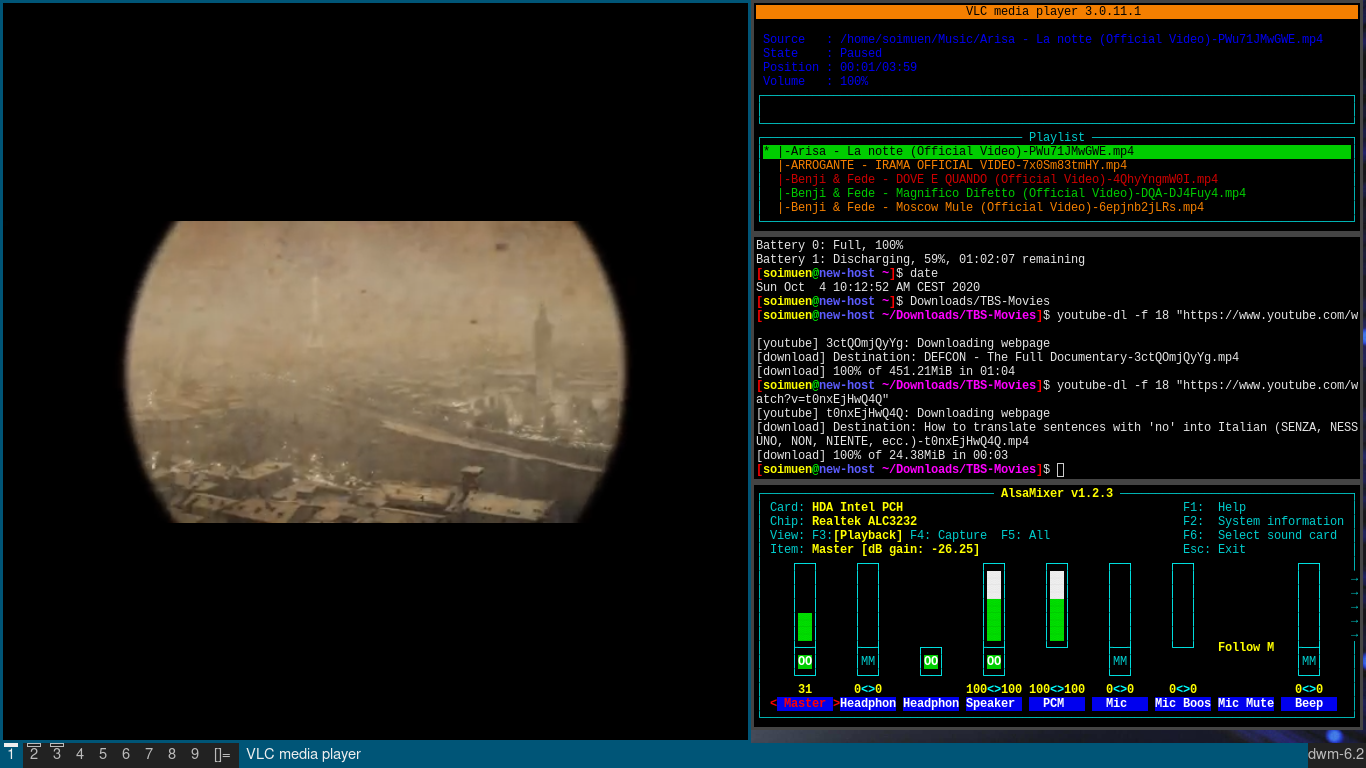 VLC media player 3.0.11.1
Source   : /home/soimuen/Music/Arisa - La notte (Official Video)-PWu71JMwGWE.mp4
State    : Paused
Position : 00:01/03:59
Volume   : 100%
Playlist
* |-Arisa - La notte (Official Video)-PWu71JMwGWE.mp4
|-ARROGANTE - IRAMA OFFICIAL VIDEO-7x0Sm83tmHY.mp4
|-Benji & Fede - DOVE E QUANDO (Official Video)-4QhyYngmW0I.mp4
|-Benji & Fede - Magnifico Difetto (Official Video)-DQA-DJ4Fuy4.mp4
|-Benji & Fede - Moscow Mule (Official Video)-6epjnb2jLRs.mp4
Battery 0: Full, 100%
Battery 1: Discharging, 59%, 01:02:07 remaining
[soimuen@new-host ~]$ date
Sun Oct  4 10:12:52 AM CEST 2020
[soimuen@new-host ~]$ Downloads/TBS-Movies
[soimuen@new-host ~/Downloads/TBS-Movies]$ youtube-dl -f 18 "https://www.youtube.com/w
[youtube] 3ctQOmjQyYg: Downloading webpage
[download] Destination: DEFCON - The Full Documentary-3ctQOmjQyYg.mp4
[download] 100% of 451.21MiB in 01:04
[soimuen@new-host ~/Downloads/TBS-Movies]$ youtube-dl -f 18 "https://www.youtube.com/w
atch?v=t0nxEjHwQ4Q"
[youtube] t0nxEjHwQ4Q: Downloading webpage
[download] Destination: How to translate sentences with 'no' into Italian (SENZA, NESS
UNO, NON, NIENTE, ecc.)-t0nxEjHwQ4Q.mp4
[download] 100% of 24.38MiB in 00:03
[soimuen@new-host ~/Downloads/TBS-Movies]$
AlsaMixer v1.2.3
Card: HDA Intel PCH F1:  Help
Chip: Realtek ALC3232 F2:  System information
View: F3:[Playback] F4: Capture  F5: All F6:  Select sound card
Item: Master [dB gain: -26.25] Esc: Exit
Follow M
OO MM OO OO MM MM
31 0<>0 100<>100 100<>100 0<>0 0<>0 0<>0
< Master > Headphon Headphon Speaker PCM Mic Mic Boos Mic Mute Beep
1 2 3 4 5 6 7 8 9 []= VLC media player dwm-6.2